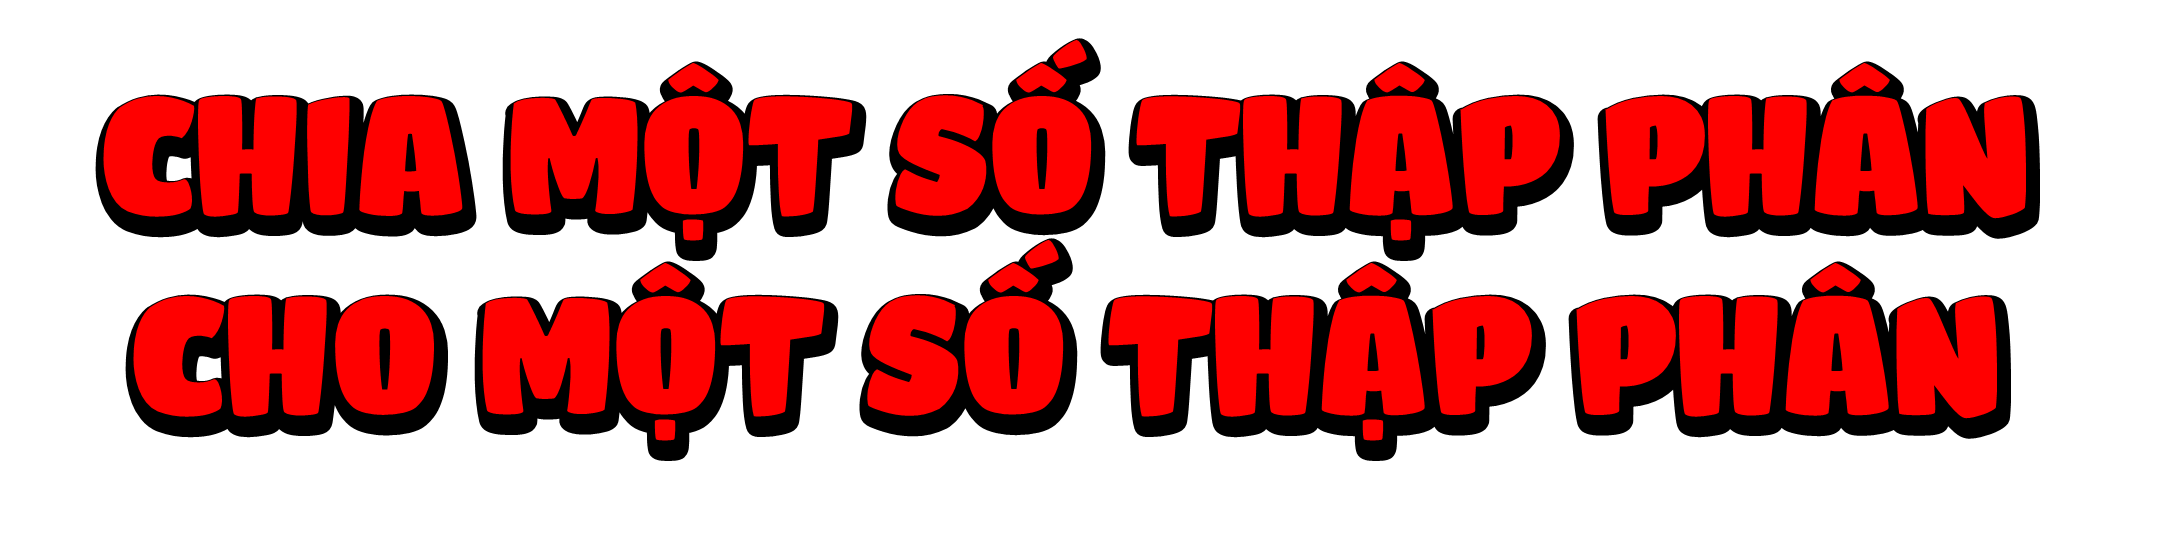 CHIA MỘT SỐ THẬP PHÂN
CHO MỘT SỐ THẬP PHÂN